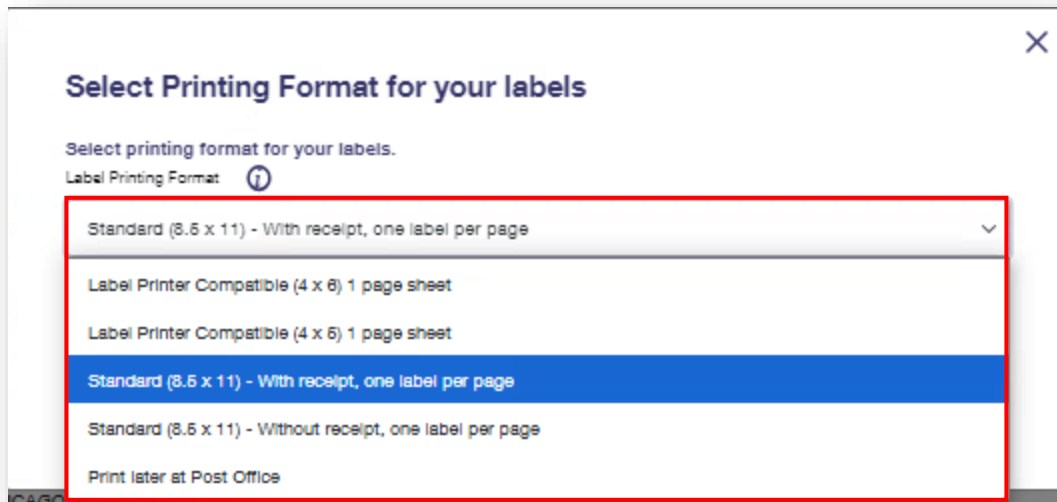 Select Printing Format for your labels
Select printing format for your labels.
Label Printing Format
Standard (8.5 x 11) - With receipt, one label per page
Label Printer Compatible (4 x 6) 1 page sheet
Label Printer Compatible (4 x 5) 1 page sheet
Standard (8.5 x 11) - With receipt, one label per page
Standard (8.5 x 11) - Without receipt, one label per page
Print later at Post Office